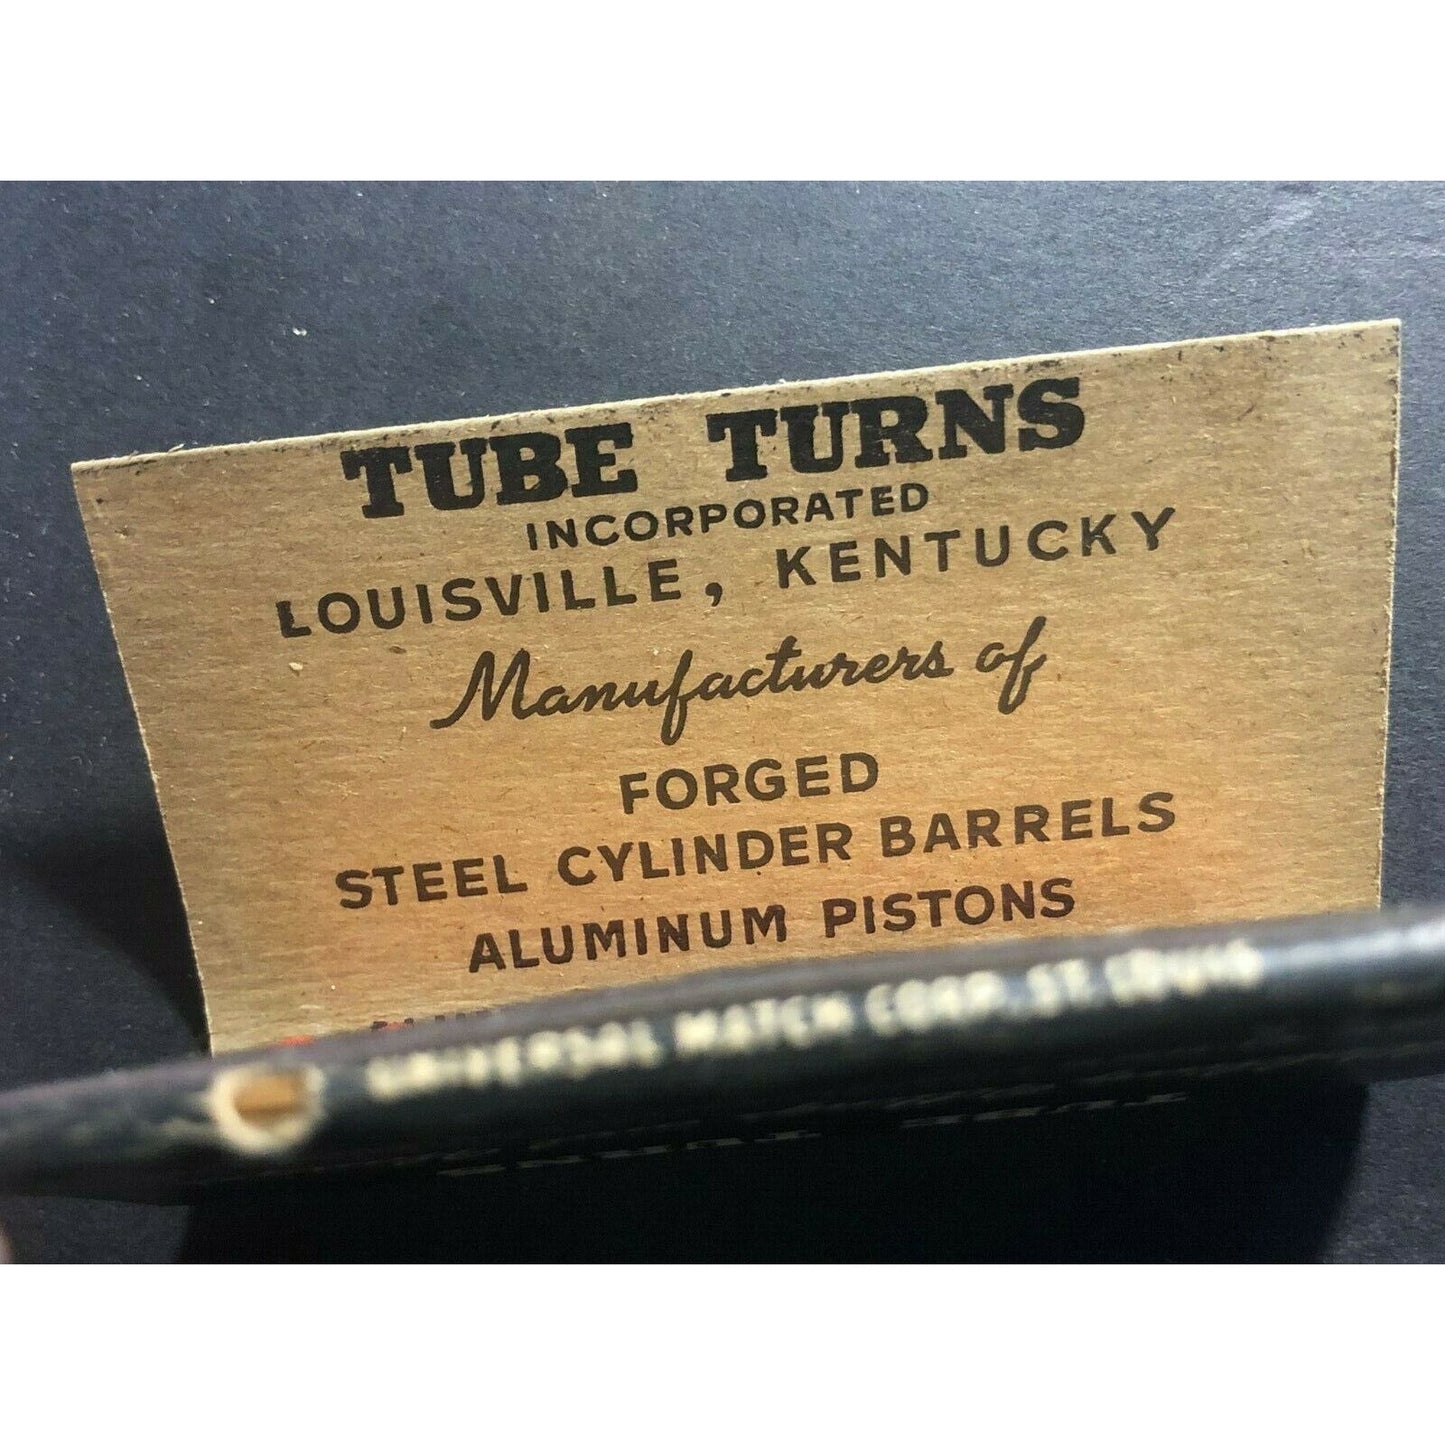 TUBE TURNS
INCORPORATED
LOUISVILLE, KENTUCKY
Manufacturers of
FORGED
STEEL CYLINDER BARRELS
ALUMINUM PISTONS
UNIVERSAL MATCH CORP., ST. LOUIS